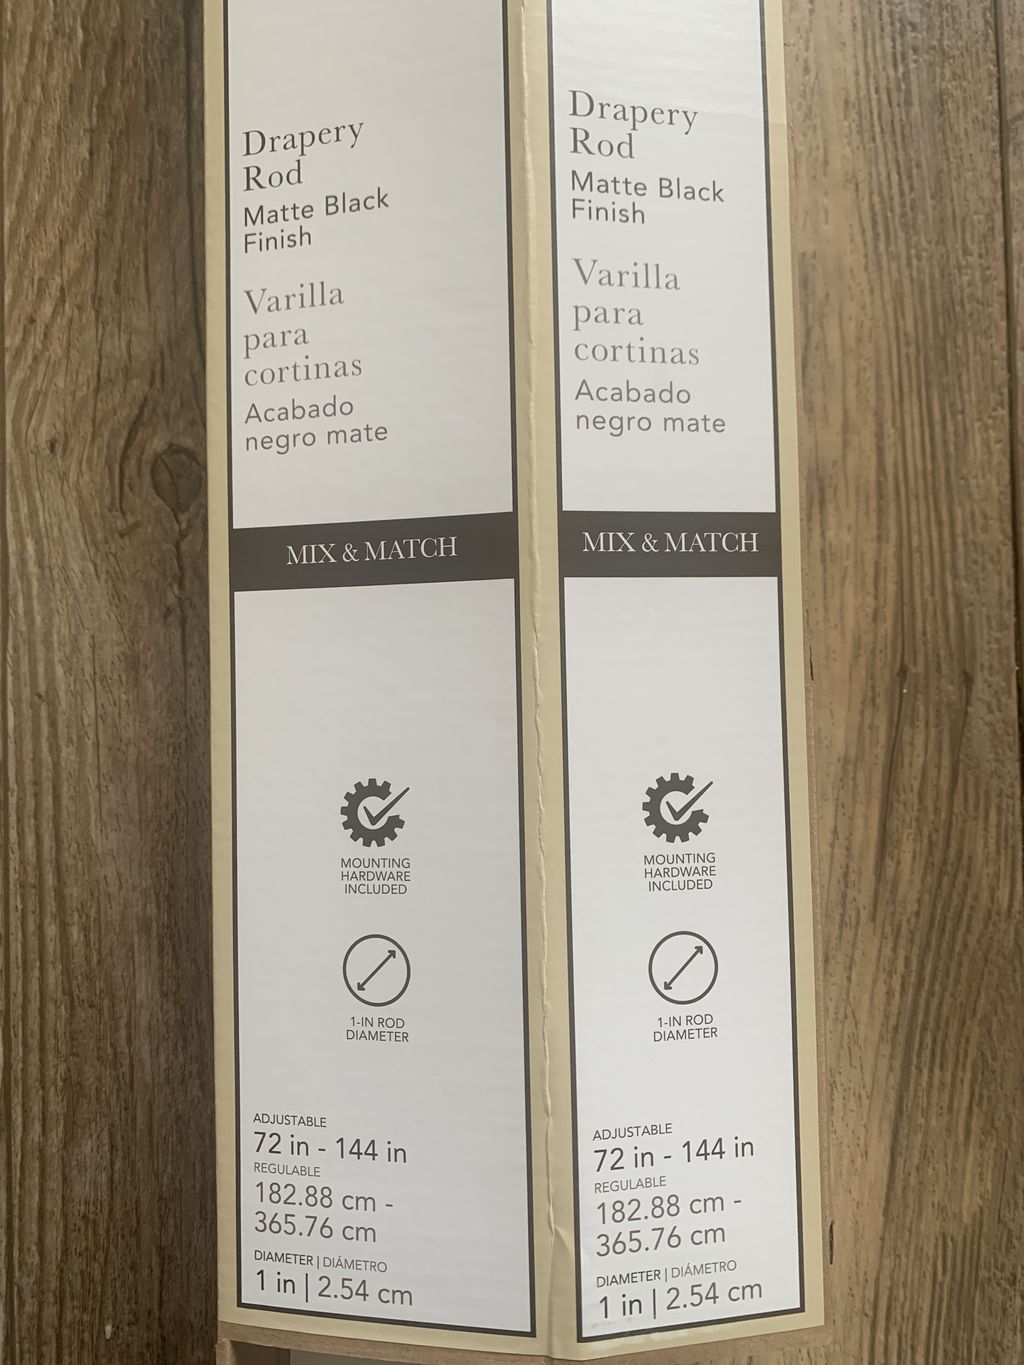 Drapery
Rod
Matte Black
Finish
Varilla
para
cortinas
Acabado
negro mate
MIX & MATCH
MOUNTING
HARDWARE
INCLUDED
1-IN ROD
DIAMETER
ADJUSTABLE
72 in - 144 in
REGULABLE
182.88 cm -
365.76 cm
DIAMETER | DIÁMETRO
1 in | 2.54 cm
Drapery
Rod
Matte Black
Finish
Varilla
para
cortinas
Acabado
negro mate
MIX & MATCH
MOUNTING
HARDWARE
INCLUDED
1-IN ROD
DIAMETER
ADJUSTABLE
72 in - 144 in
REGULABLE
182.88 cm -
365.76 cm
DIAMETER | DIÁMETRO
1 in | 2.54 cm